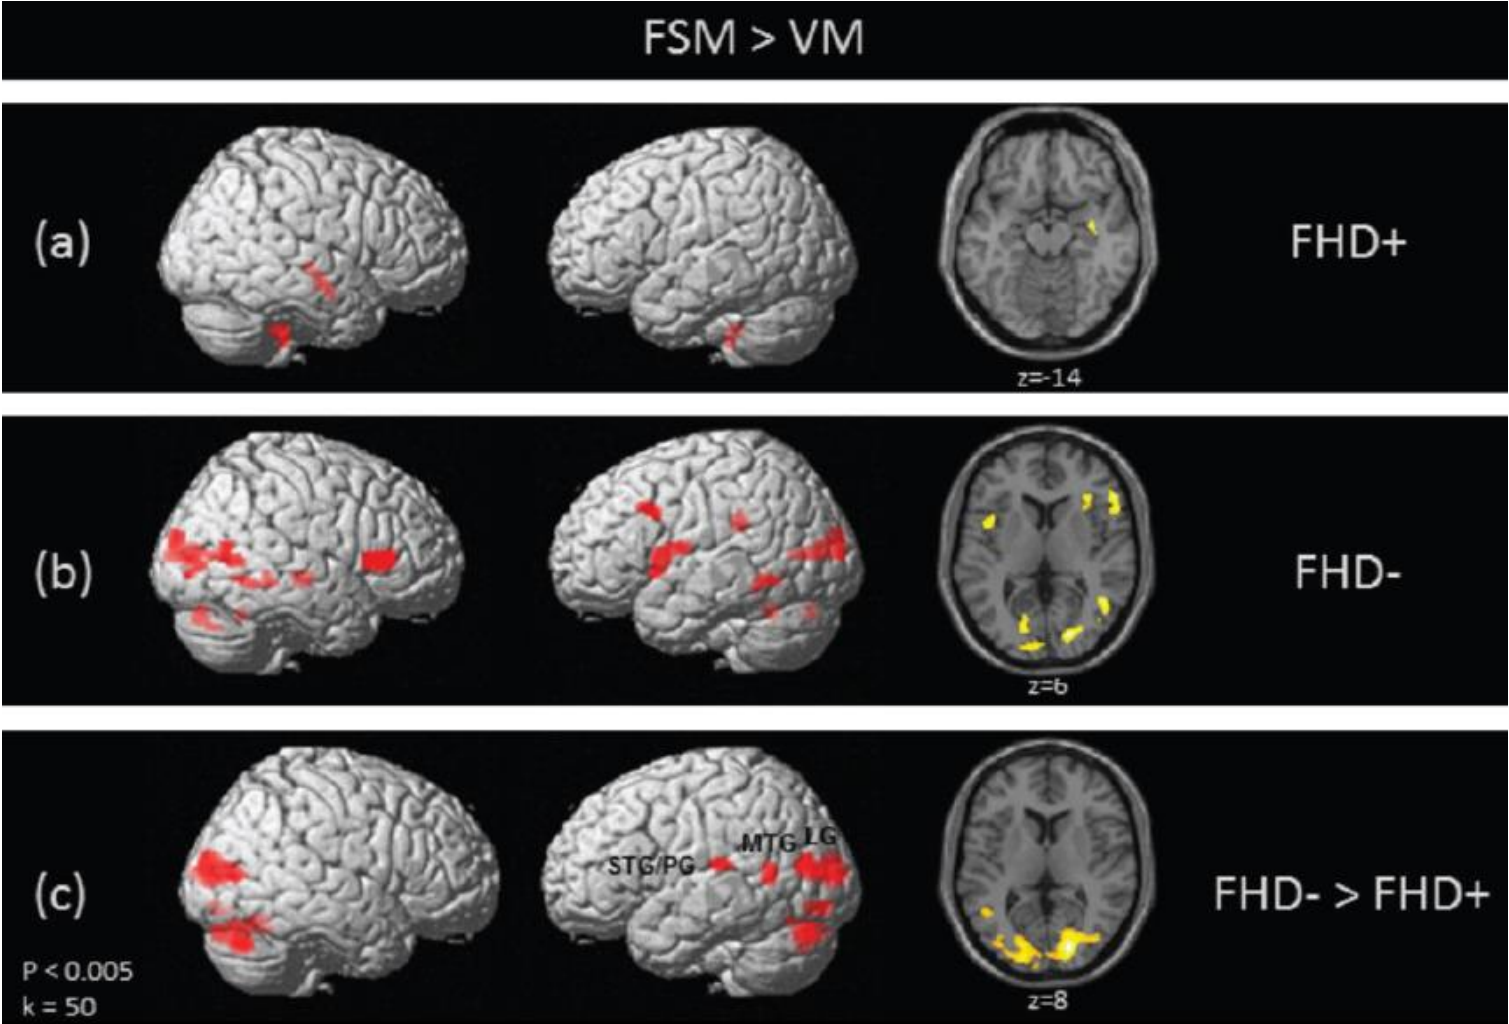 FSM > VM
(a)
FHD+
z=-14
(b)
FHD-
z=6
MTG LG
STG/PG
(c)
FHD- > FHD+
P < 0.005
k = 50
z=8